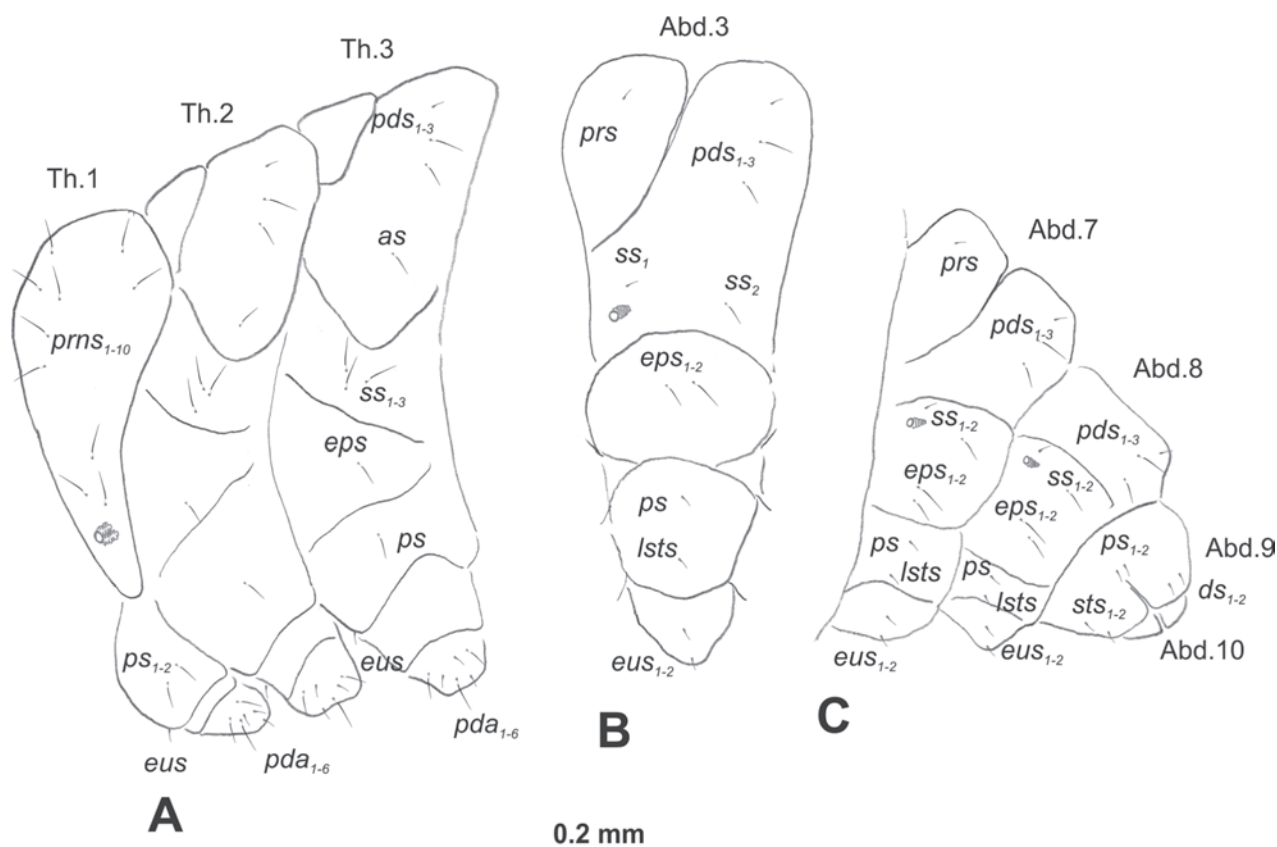 Th.1
Th.2
Th.3
pds₁₋₃
as
prns₁₋₁₀
ss₁₋₃
eps
ps
ps₁₋₂
eus
eus
pda₁₋₆
pda₁₋₆
A
Abd.3
prs
pds₁₋₃
ss₁
ss₂
eps₁₋₂
ps
lsts
eus₁₋₂
B
prs
Abd.7
pds₁₋₃
Abd.8
pds₁₋₃
ss₁₋₂
eps₁₋₂
ss₁₋₂
eps₁₋₂
ps
lsts
ps
lsts
ps₁₋₂
Abd.9
ds₁₋₂
sts₁₋₂
Abd.10
eus₁₋₂
eus₁₋₂
C
0.2 mm